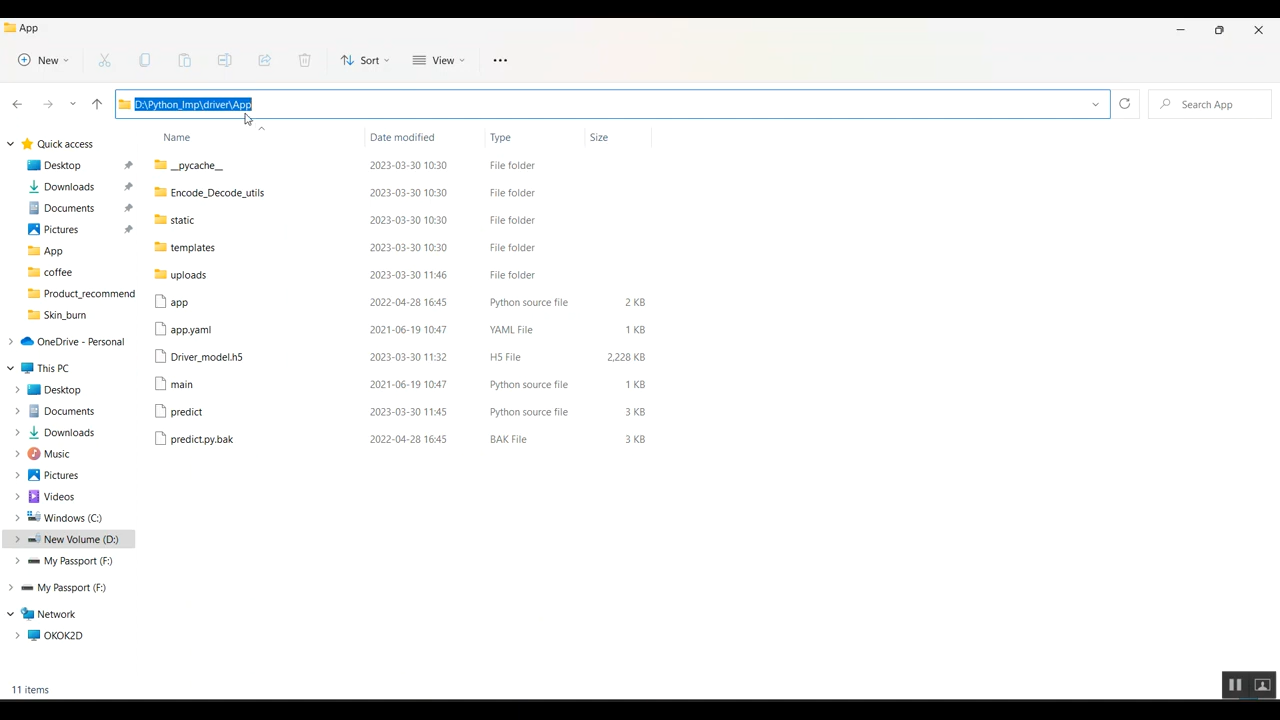 App
New Sort View
D:\Python_Imp\driver\App Search App
Name Date modified Type Size
Quick access
Desktop
Downloads
Documents
Pictures
App
coffee
Product_recommend
Skin_burn
OneDrive - Personal
This PC
Desktop
Documents
Downloads
Music
Pictures
Videos
Windows (C:)
New Volume (D:)
My Passport (F:)
My Passport (F:)
Network
OKOK2D
__pycache__ 2023-03-30 10:30 File folder
Encode_Decode_utils 2023-03-30 10:30 File folder
static 2023-03-30 10:30 File folder
templates 2023-03-30 10:30 File folder
uploads 2023-03-30 11:46 File folder
app 2022-04-28 16:45 Python source file 2 KB
app.yaml 2021-06-19 10:47 YAML File 1 KB
Driver_model.h5 2023-03-30 11:32 H5 File 2,228 KB
main 2021-06-19 10:47 Python source file 1 KB
predict 2023-03-30 11:45 Python source file 3 KB
predict.py.bak 2022-04-28 16:45 BAK File 3 KB
11 items